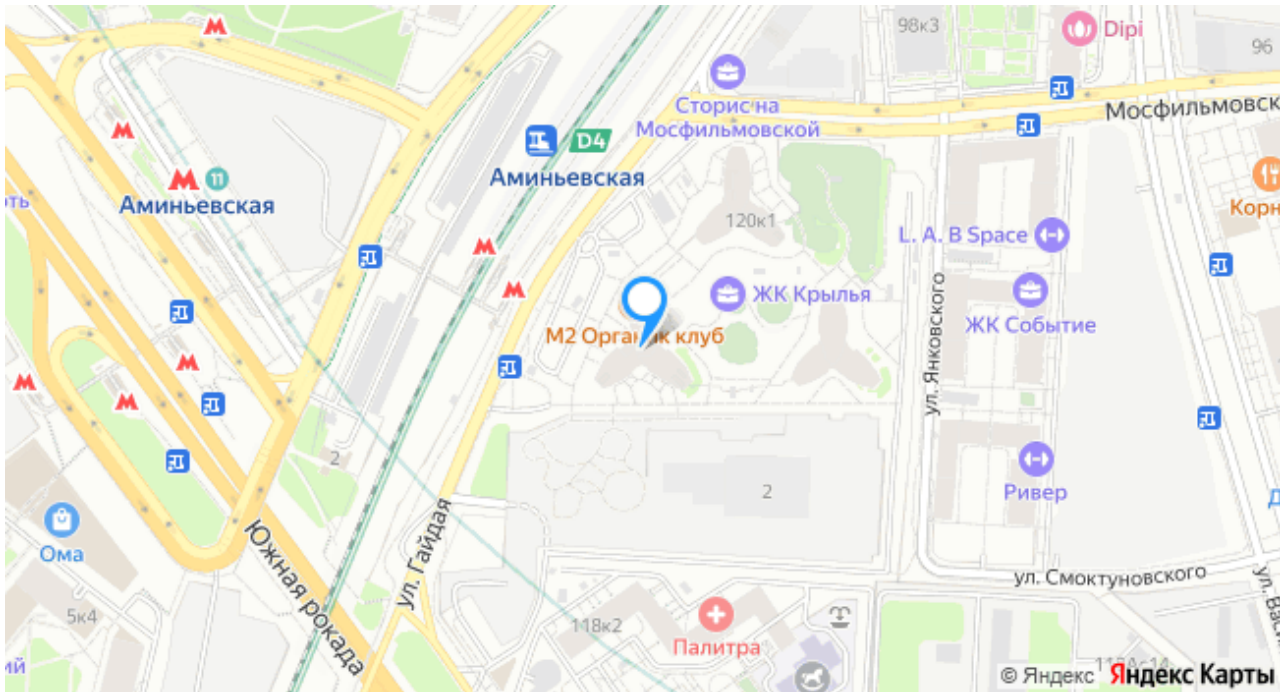 98к3
Dipi
96
Сторис на
Мосфильмовской
Мосфильмовск
D4
Аминьевская
11
Аминьевская
120к1
L. A. B Space
Корн
ЖК Крылья
ЖК Событие
М2 Органик клуб
ул. Янковского
2
Ривер
2
Ома
Южная рокада
ул. Гайдая
ул. Смоктуновского
5к4
118к2
Палитра
ий
© Яндекс Яндекс Карты